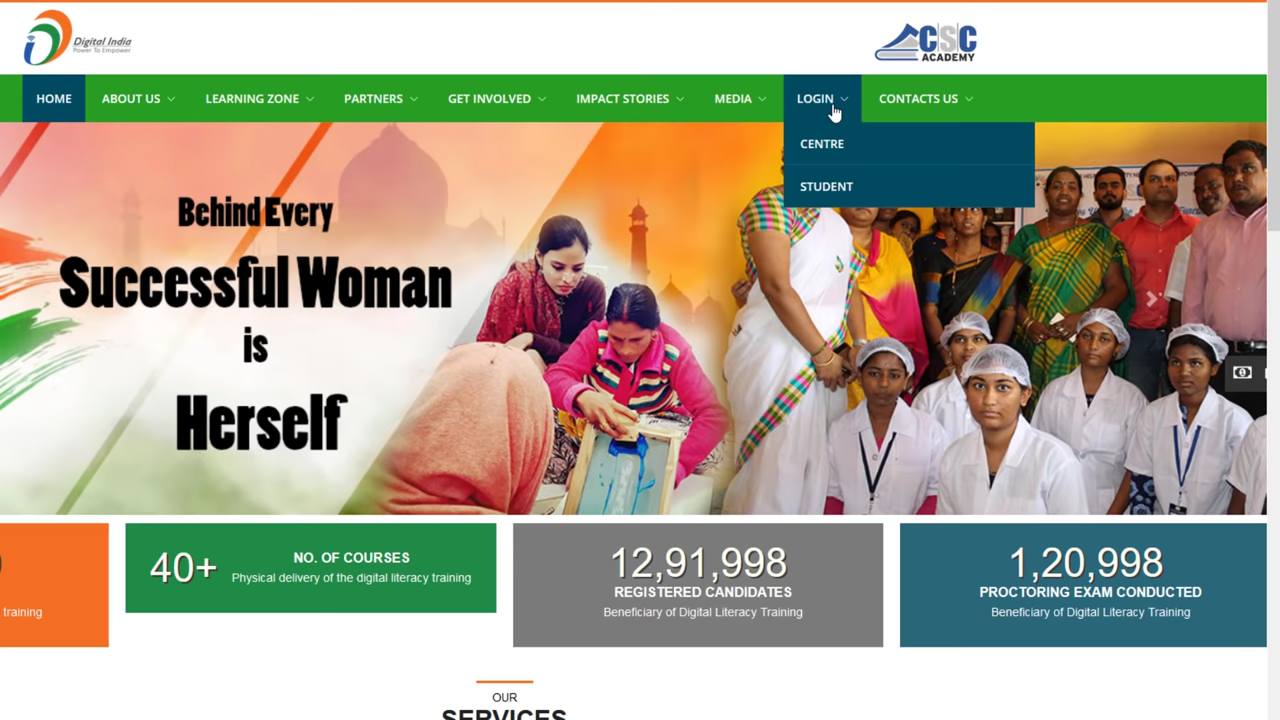 Digital India
Power To Empower
CSC
ACADEMY
HOME
ABOUT US
LEARNING ZONE
PARTNERS
GET INVOLVED
IMPACT STORIES
MEDIA
LOGIN
CONTACTS US
CENTRE
STUDENT
Behind Every
Successful Woman
is
Herself
training
40+
NO. OF COURSES
Physical delivery of the digital literacy training
12,91,998
REGISTERED CANDIDATES
Beneficiary of Digital Literacy Training
1,20,998
PROCTORING EXAM CONDUCTED
Beneficiary of Digital Literacy Training
OUR
SERVICES